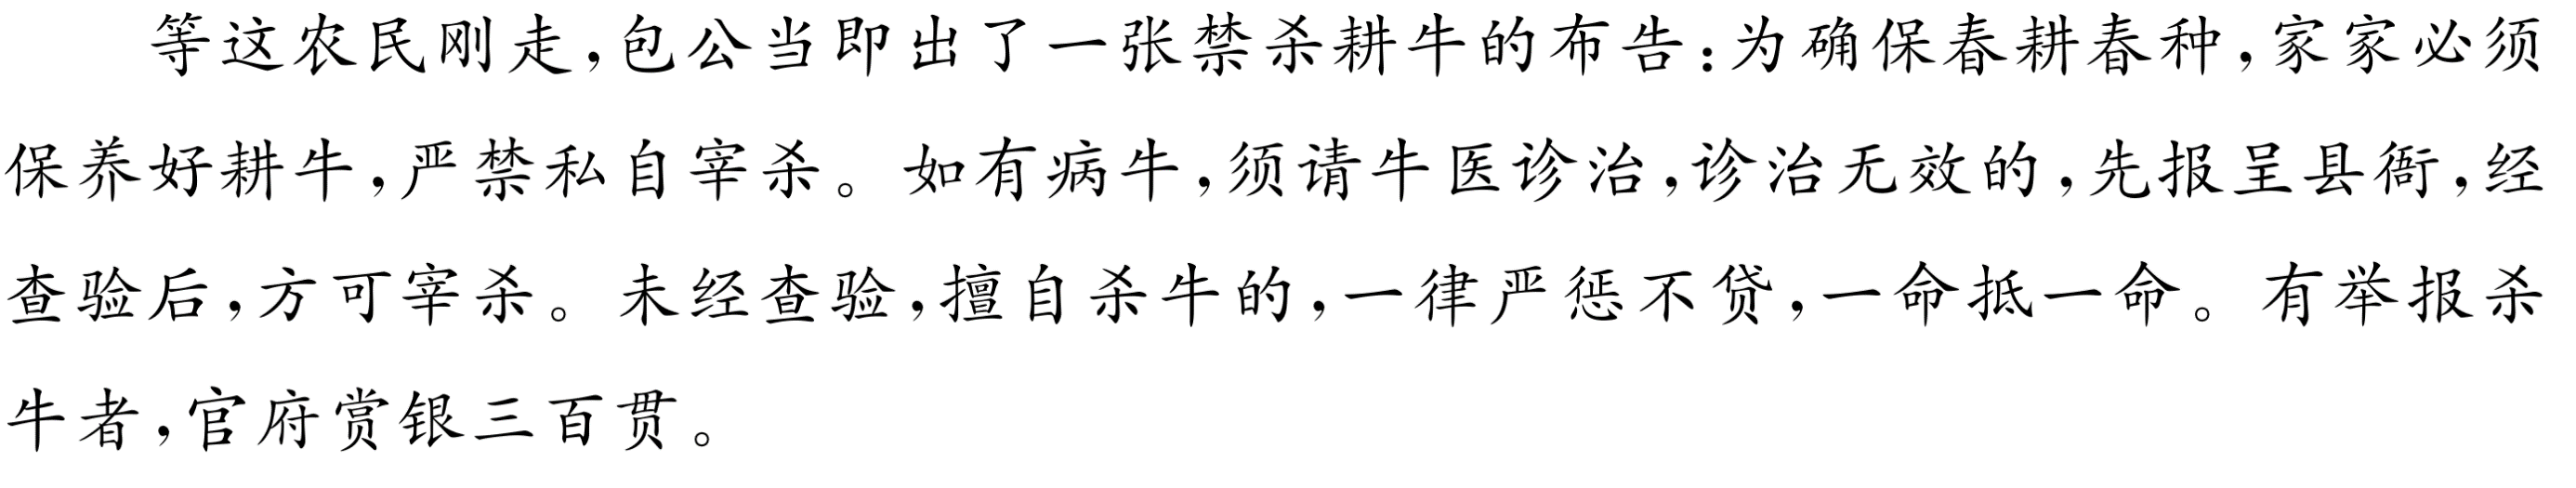 等这农民刚走,包公当即出了一张禁杀耕牛的布告:为确保春耕春种,家家必须
保养好耕牛,严禁私自宰杀。如有病牛,须请牛医诊治,诊治无效的,先报呈县衙,经
查验后,方可宰杀。未经查验,擅自杀牛的,一律严惩不贷,一命抵一命。有举报杀
牛者,官府赏银三百贯。